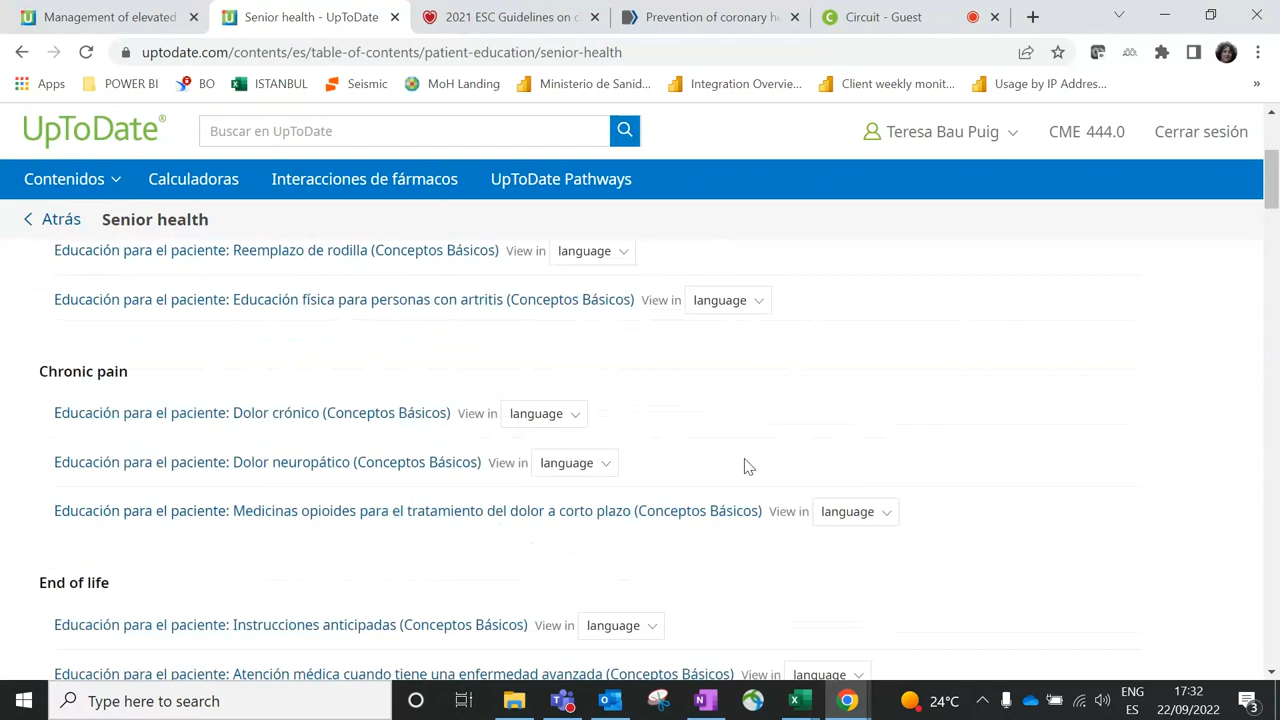 Management of elevated
Senior health - UpToDate
2021 ESC Guidelines on c
Prevention of coronary h
Circuit - Guest
uptodate.com/contents/es/table-of-contents/patient-education/senior-health
Apps
POWER BI
BO
ISTANBUL
Seismic
MoH Landing
Ministerio de Sanid...
Integration Overvie...
Client weekly monit...
Usage by IP Addres...
»
UpToDate®
Buscar en UpToDate
Teresa Bau Puig
CME 444.0
Cerrar sesión
Contenidos
Calculadoras
Interacciones de fármacos
UpToDate Pathways
Atrás
Senior health
Educación para el paciente: Reemplazo de rodilla (Conceptos Básicos) View in language
Educación para el paciente: Educación física para personas con artritis (Conceptos Básicos) View in language
Chronic pain
Educación para el paciente: Dolor crónico (Conceptos Básicos) View in language
Educación para el paciente: Dolor neuropático (Conceptos Básicos) View in language
Educación para el paciente: Medicinas opioides para el tratamiento del dolor a corto plazo (Conceptos Básicos) View in language
End of life
Educación para el paciente: Instrucciones anticipadas (Conceptos Básicos) View in language
Educación para el paciente: Atención médica cuando tiene una enfermedad avanzada (Conceptos Básicos) View in language
Type here to search
24°C
ENG
ES
17:32
22/09/2022
3